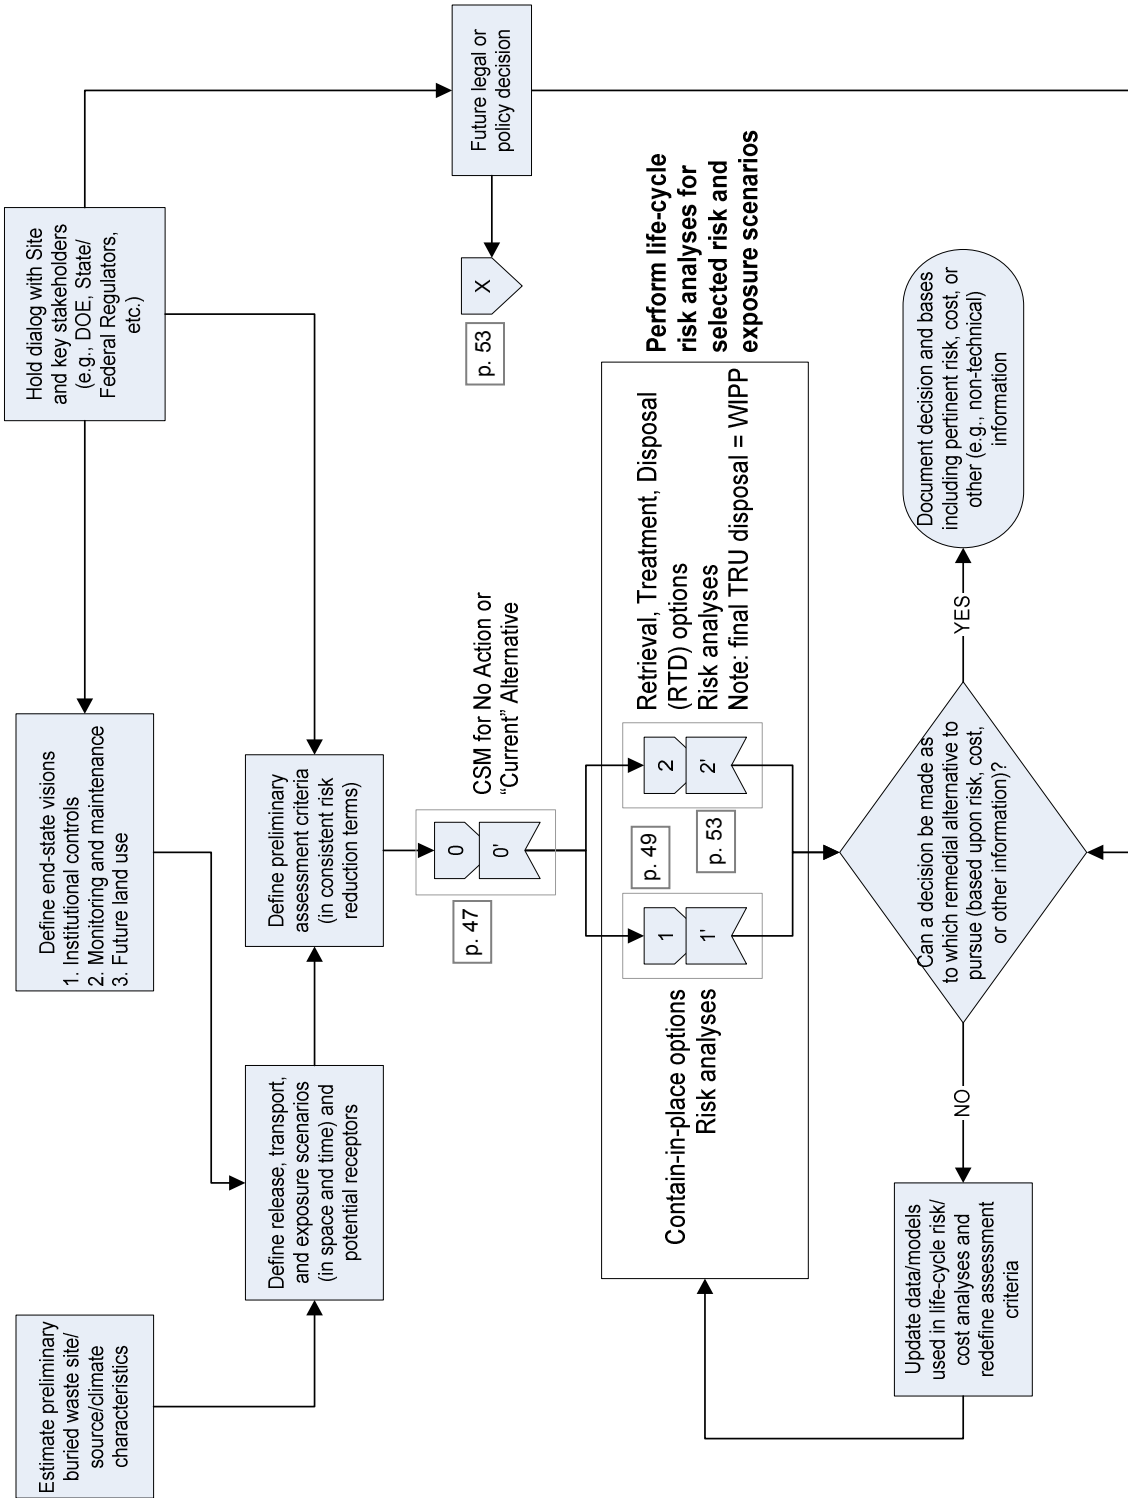 Estimate preliminary
buried waste site/
source/climate
characteristics
Define end-state visions
1. Institutional controls
2. Monitoring and maintenance
3. Future land use
Hold dialog with Site
and key stakeholders
(e.g., DOE, State/
Federal Regulators,
etc.)
Define release, transport,
and exposure scenarios
(in space and time) and
potential receptors
Define preliminary
assessment criteria
(in consistent risk
reduction terms)
Future legal or
policy decision
X
p. 53
p. 47
0
0'
CSM for No Action or
“Current” Alternative
Perform life-cycle
risk analyses for
selected risk and
exposure scenarios
Contain-in-place options
Risk analyses
1
1'
p. 49
p. 53
2
2'
Retrieval, Treatment, Disposal
(RTD) options
Risk analyses
Note: final TRU disposal = WIPP
Update data/models
used in life-cycle risk/
cost analyses and
redefine assessment
criteria
NO
Can a decision be made as
to which remedial alternative to
pursue (based upon risk, cost,
or other information)?
YES
Document decision and bases
including pertinent risk, cost, or
other (e.g., non-technical)
information